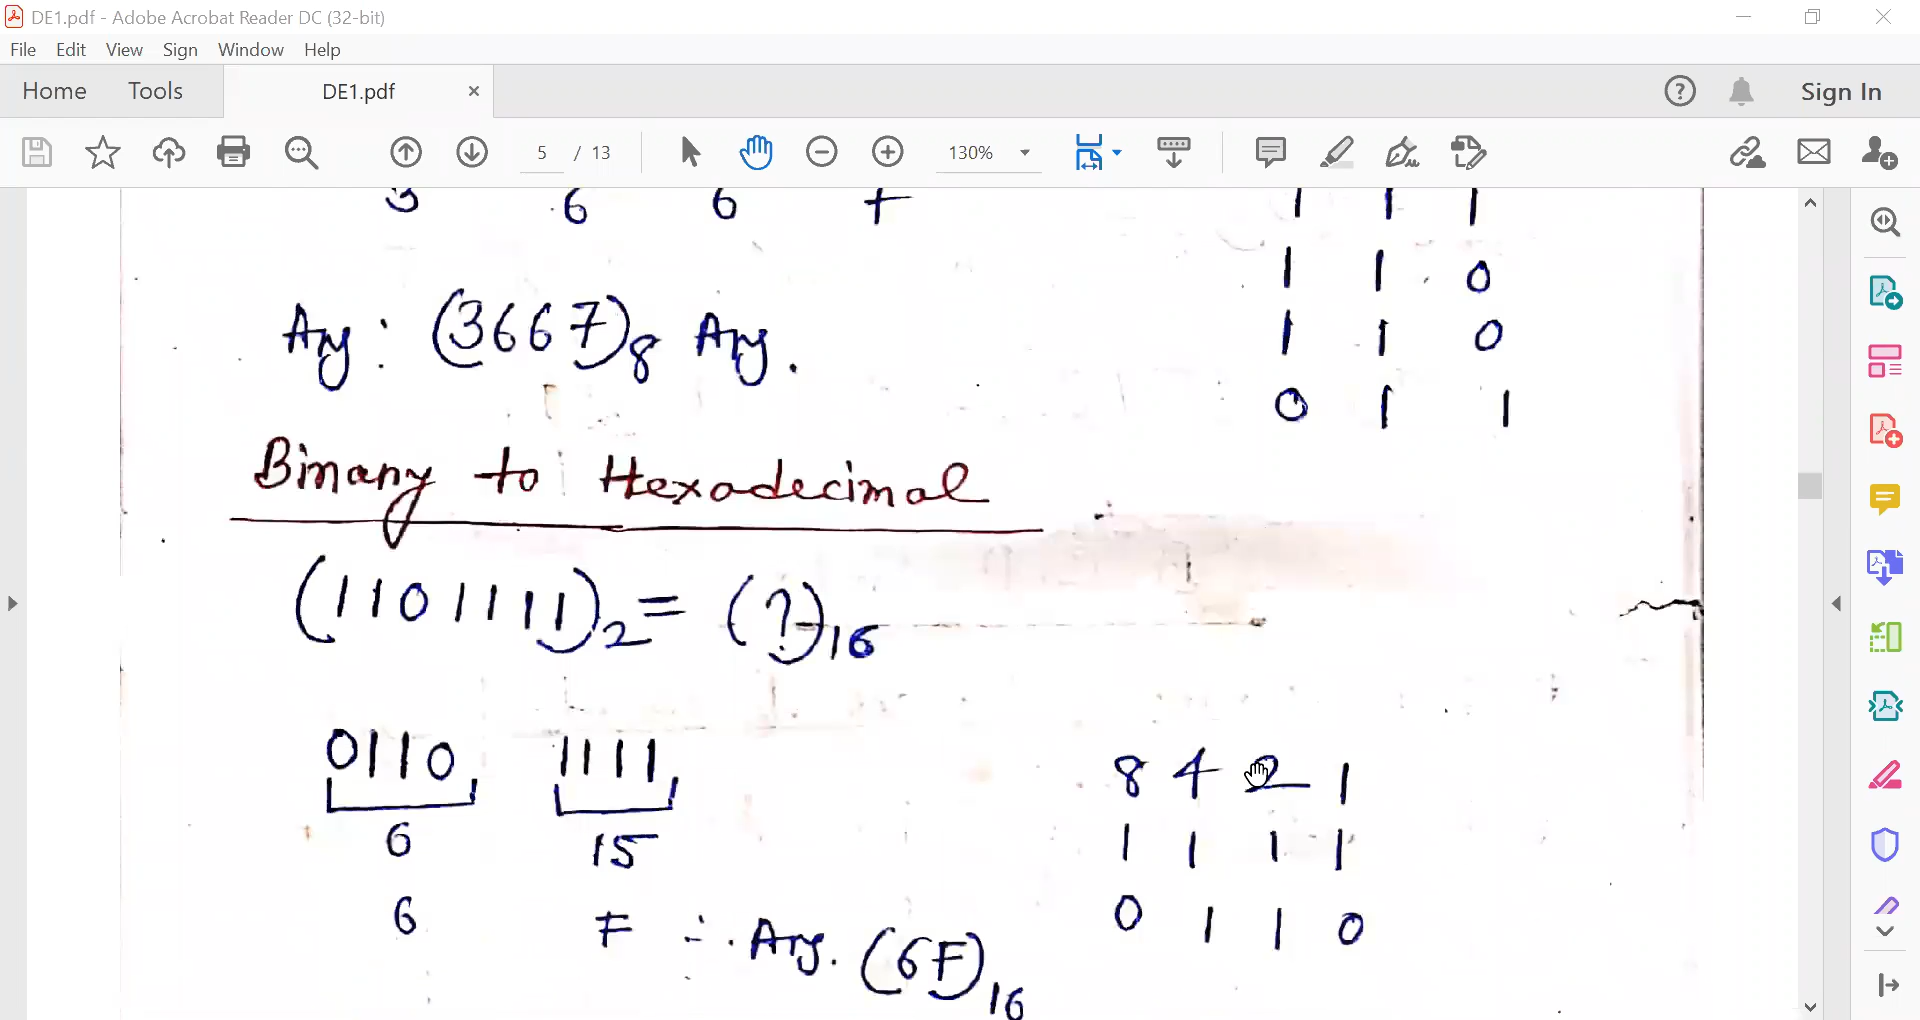 DE1.pdf - Adobe Acrobat Reader DC (32-bit)
File Edit View Sign Window Help
Home Tools DE1.pdf × Sign In
5 / 13 130%
3 6 6 7
1 1 1
1 1 0
Ans : (3667)8 Ans.
1 1 0
0 1 1
Binary to Hexadecimal
(1101111)2 = (?)16
0110 1111
8 4 2 1
6 15
1 1 1 1
6 F ∴ Ans. (6F)16
0 1 1 0